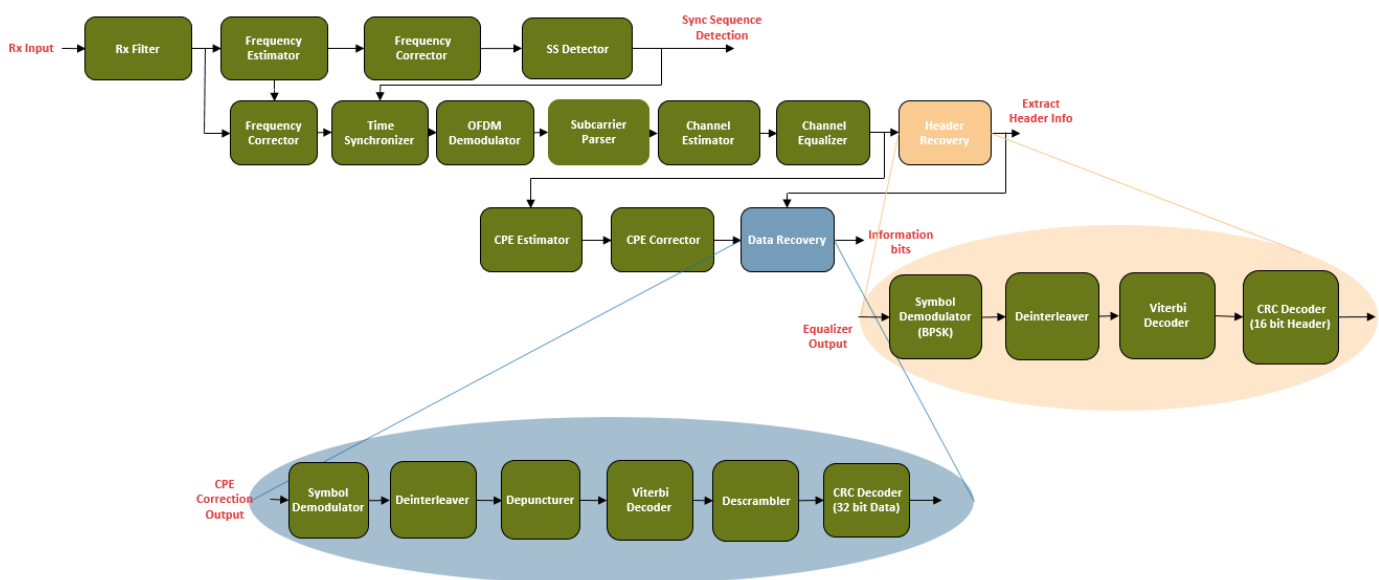 Rx Input
Rx Filter
Frequency
Estimator
Frequency
Corrector
SS Detector
Sync Sequence
Detection
Frequency
Corrector
Time
Synchronizer
OFDM
Demodulator
Subcarrier
Parser
Channel
Estimator
Channel
Equalizer
Header
Recovery
Extract
Header Info
CPE Estimator
CPE Corrector
Data Recovery
Information
bits
Equalizer
Output
Symbol
Demodulator
(BPSK)
Deinterleaver
Viterbi
Decoder
CRC Decoder
(16 bit Header)
CPE
Correction
Output
Symbol
Demodulator
Deinterleaver
Depuncturer
Viterbi
Decoder
Descrambler
CRC Decoder
(32 bit Data)